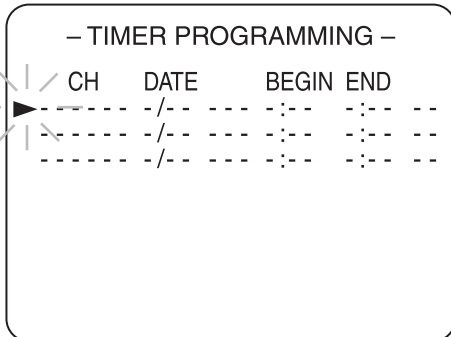 – TIMER PROGRAMMING –
CH DATE BEGIN END
►- - - - - - -/- - - - - -:- - -:- - - -
- - - - - - -/- - - - - -:- - -:- - - -
- - - - - - -/- - - - - -:- - -:- - - -